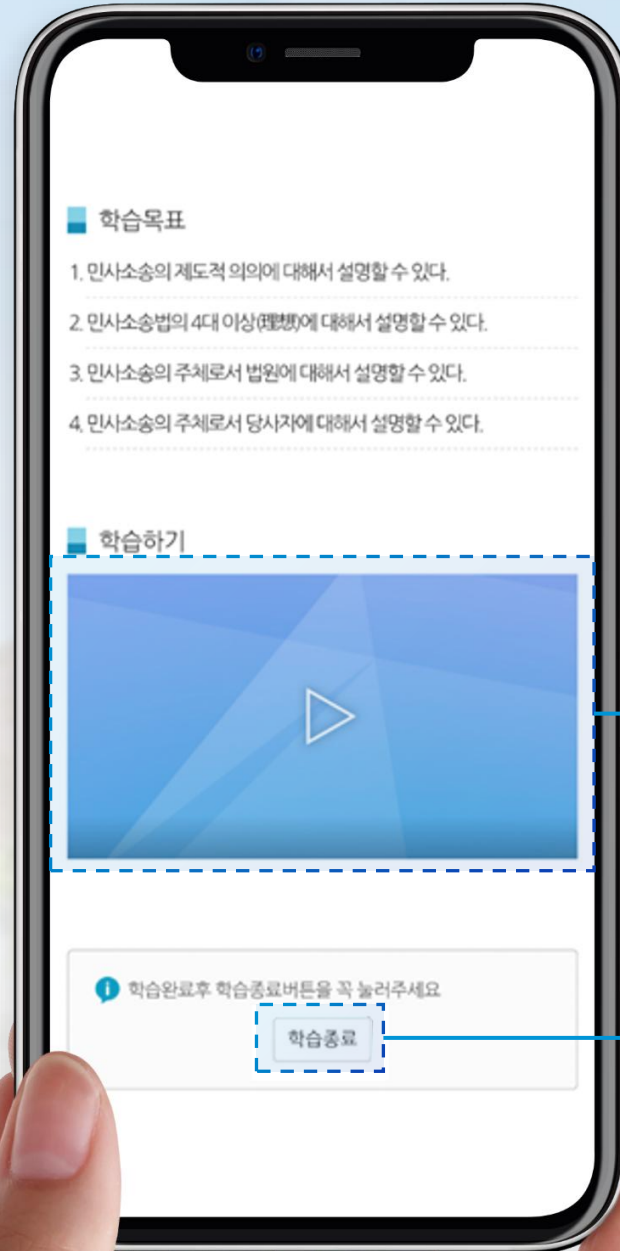 학습목표
1. 민사소송의 제도적 의의에 대해서 설명할 수 있다.
2. 민사소송법의 4대 이상(理想)에 대해서 설명할 수 있다.
3. 민사소송의 주체로서 법원에 대해서 설명할 수 있다.
4. 민사소송의 주체로서 당사자에 대해서 설명할 수 있다.
학습하기
학습완료후 학습종료버튼을 꼭 눌러주세요
학습종료